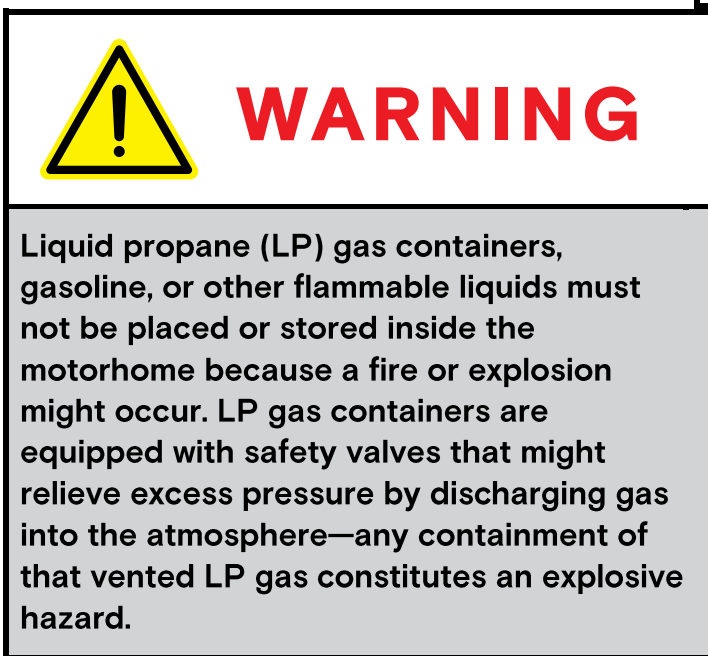 WARNING
Liquid propane (LP) gas containers,
gasoline, or other flammable liquids must
not be placed or stored inside the
motorhome because a fire or explosion
might occur. LP gas containers are
equipped with safety valves that might
relieve excess pressure by discharging gas
into the atmosphere—any containment of
that vented LP gas constitutes an explosive
hazard.